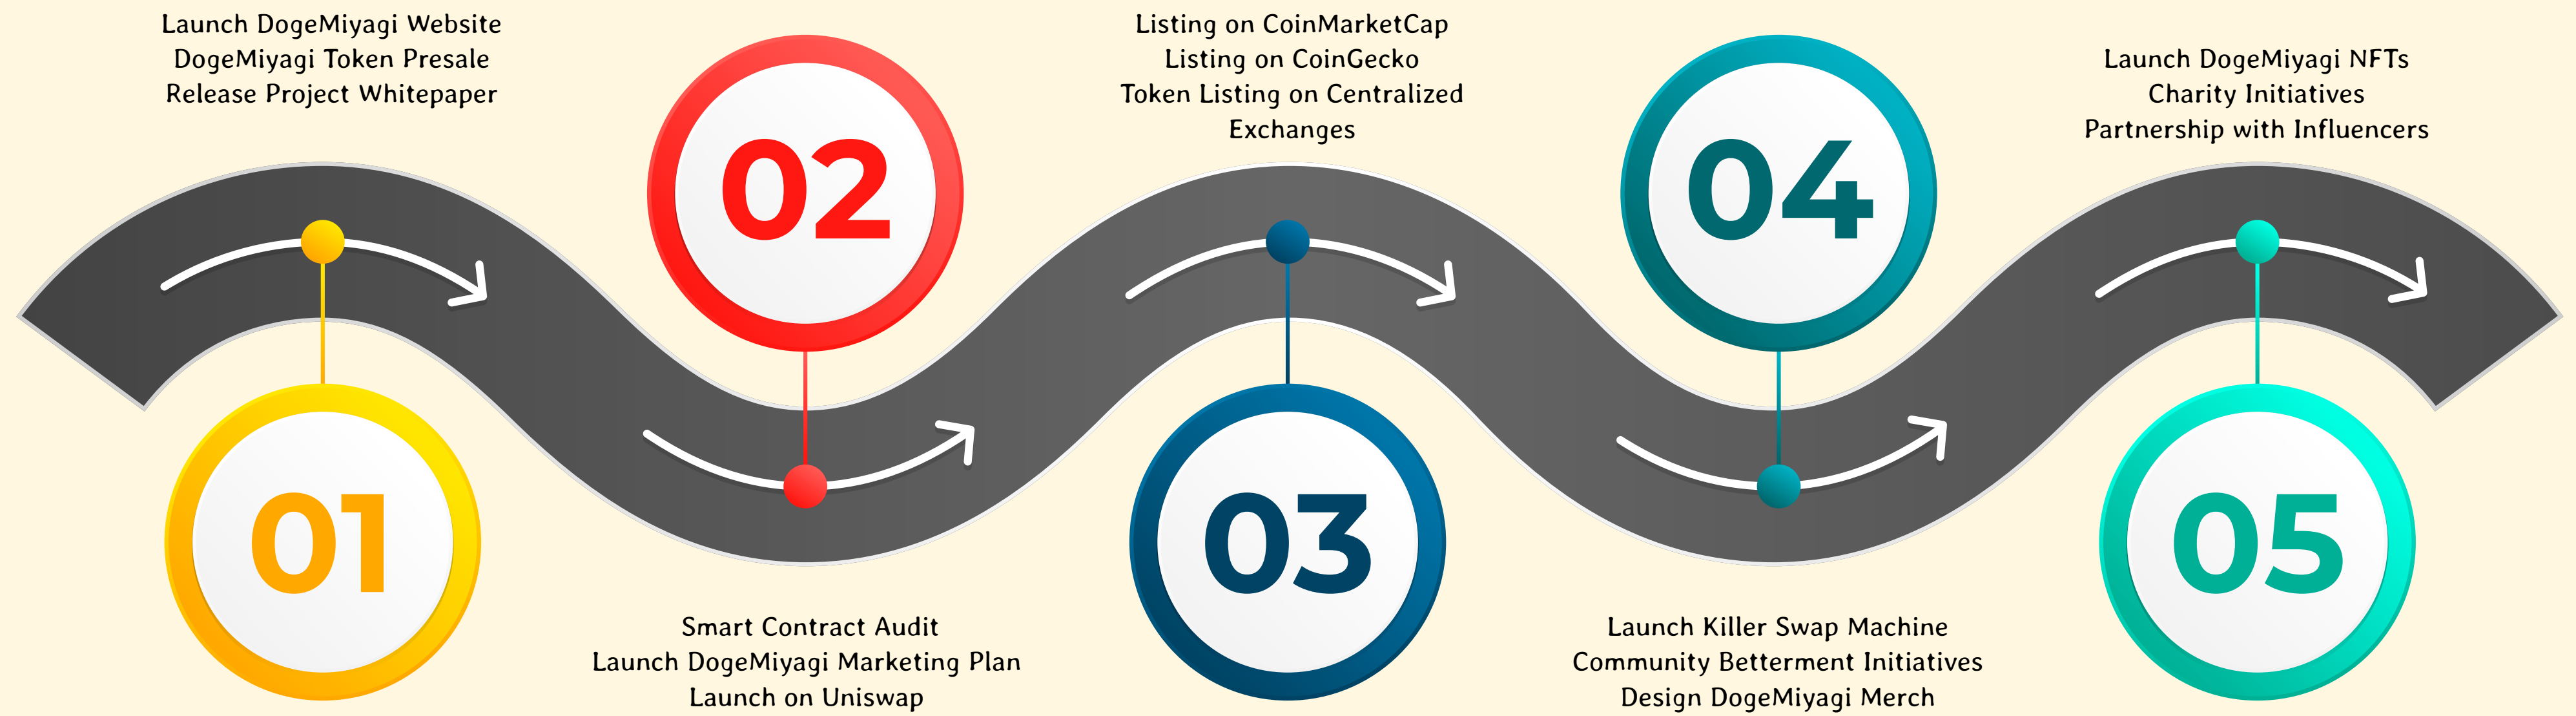 Launch DogeMiyagi Website
DogeMiyagi Token Presale
Release Project Whitepaper
01
02
Smart Contract Audit
Launch DogeMiyagi Marketing Plan
Launch on Uniswap
Listing on CoinMarketCap
Listing on CoinGecko
Token Listing on Centralized
Exchanges
03
04
Launch Killer Swap Machine
Community Betterment Initiatives
Design DogeMiyagi Merch
Launch DogeMiyagi NFTs
Charity Initiatives
Partnership with Influencers
05